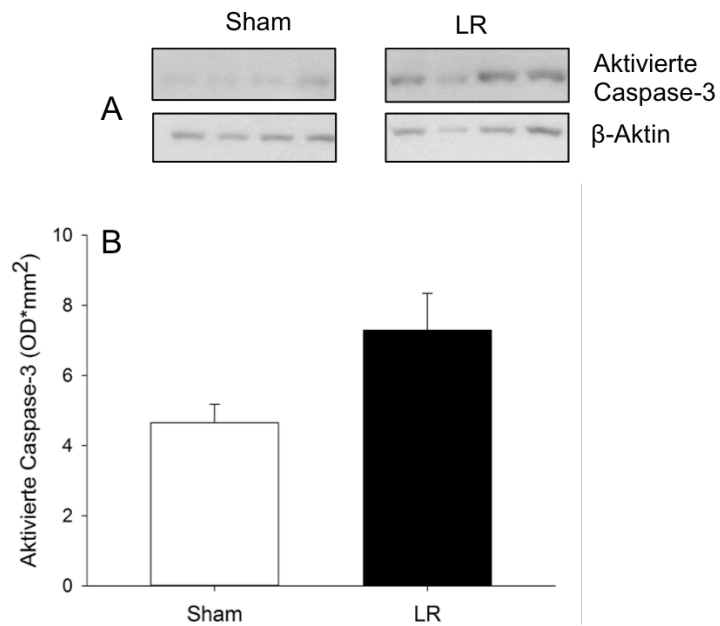 Sham
LR
A
Aktivierte
Caspase-3
β-Aktin
B
Aktivierte Caspase-3 (OD*mm²)
10
8
6
4
2
0
Sham
LR